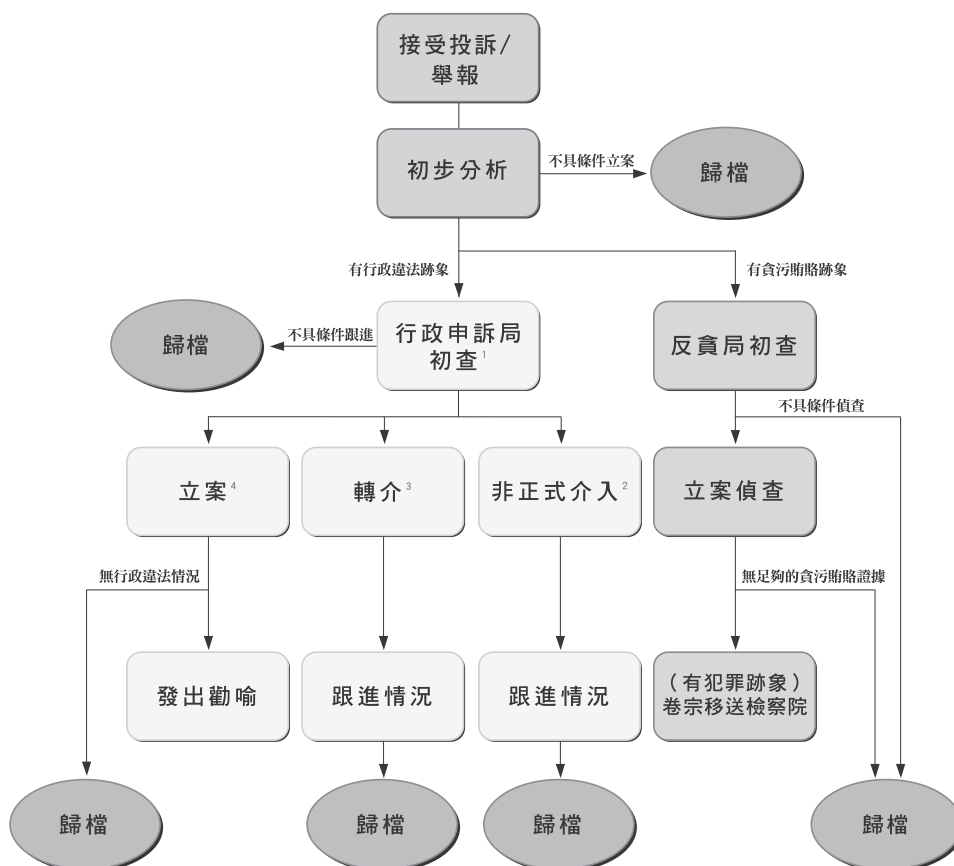 接受投訴/
舉報
初步分析
不具條件立案
歸檔
有行政違法跡象
有貪污賄賂跡象
歸檔
不具條件跟進
行政申訴局
初查1
反貪局初查
不具條件偵查
立案4
轉介3
非正式介入2
立案偵查
無行政違法情況
無足夠的貪污賄賂證據
發出勸喻
跟進情況
跟進情況
（有犯罪跡象）
卷宗移送檢察院
歸檔
歸檔
歸檔
歸檔